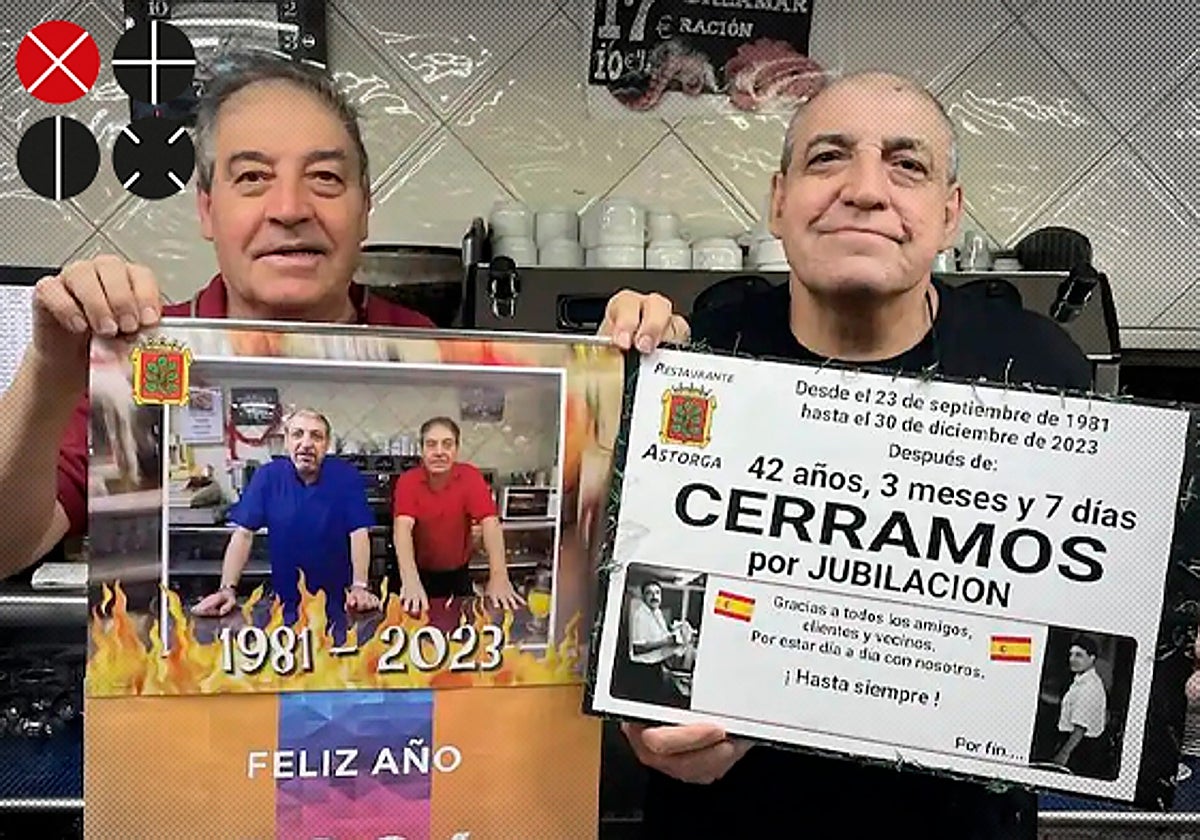 17
CALAMAR
€ RACIÓN
10€
RESTAURANTE
ASTORGA
Desde el 23 de septiembre de 1981
hasta el 30 de diciembre de 2023
Después de:
42 años, 3 meses y 7 días
CERRAMOS
por JUBILACION
Gracias a todos los amigos,
clientes y vecinos.
Por estar día a día con nosotros.
¡ Hasta siempre !
Por fin....
1981 - 2023
FELIZ AÑO